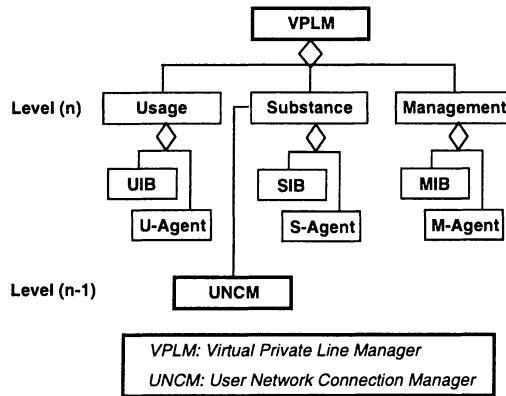 VPLM
Level (n)
Usage
Substance
Management
UIB
SIB
MIB
U-Agent
S-Agent
M-Agent
Level (n-1)
UNCM
VPLM: Virtual Private Line Manager
UNCM: User Network Connection Manager